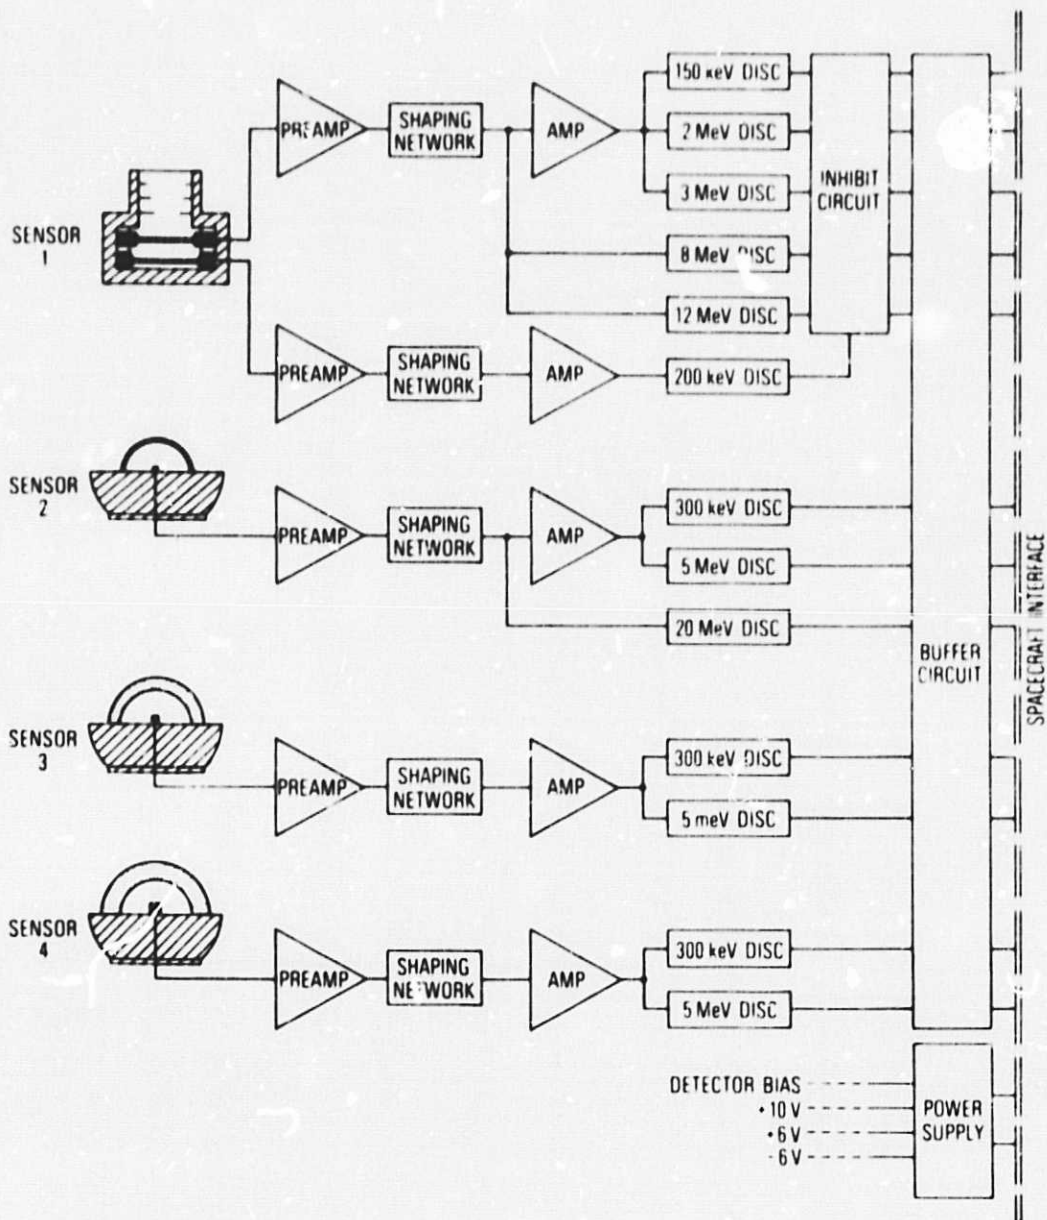 150 keV DISC
2 MeV DISC
3 MeV DISC
8 MeV DISC
12 MeV DISC
200 keV DISC
INHIBIT
CIRCUIT
PREAMP
SHAPING
NETWORK
AMP
SENSOR
1
PREAMP
SHAPING
NETWORK
AMP
SENSOR
2
PREAMP
SHAPING
NETWORK
AMP
300 keV DISC
5 MeV DISC
20 MeV DISC
BUFFER
CIRCUIT
SPACECRAFT INTERFACE
SENSOR
3
PREAMP
SHAPING
NETWORK
AMP
300 keV DISC
5 meV DISC
SENSOR
4
PREAMP
SHAPING
NETWORK
AMP
300 keV DISC
5 MeV DISC
DETECTOR BIAS
+10 V
+6 V
-6 V
POWER
SUPPLY